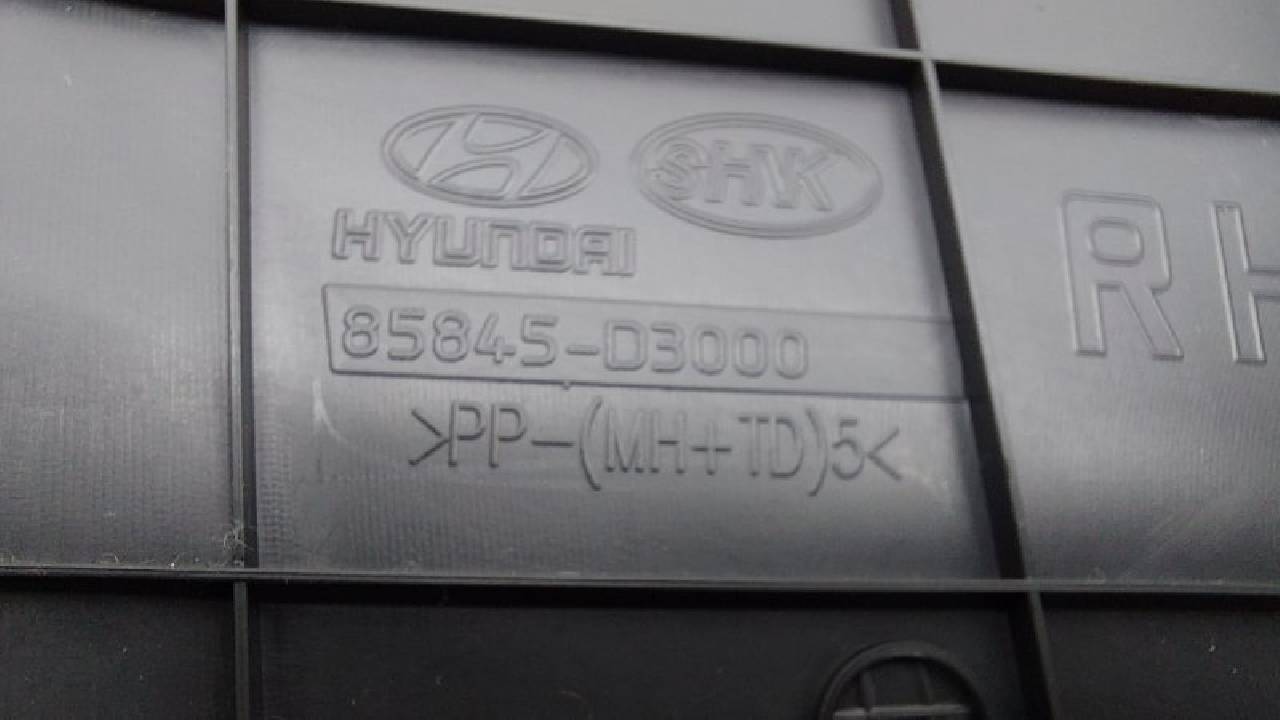 SHK
HYUNDAI
85845-D3000
>PP-(MH+TD)5<
RH